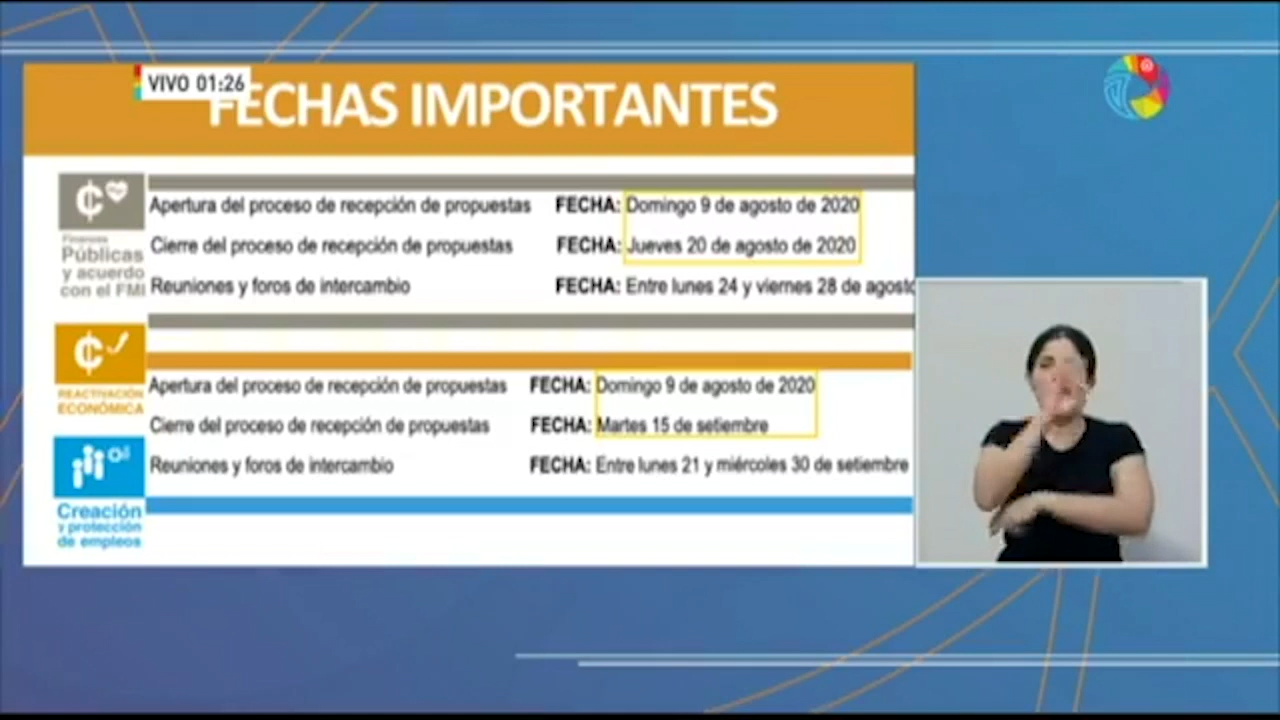 VIVO 01:26
FECHAS IMPORTANTES
Apertura del proceso de recepción de propuestas FECHA: Domingo 9 de agosto de 2020
Cierre del proceso de recepción de propuestas FECHA: Jueves 20 de agosto de 2020
Reuniones y foros de intercambio FECHA: Entre lunes 24 y viernes 28 de agosto
Finanzas
Públicas
y acuerdo
con el FMI
Apertura del proceso de recepción de propuestas FECHA: Domingo 9 de agosto de 2020
Cierre del proceso de recepción de propuestas FECHA: Martes 15 de setiembre
Reuniones y foros de intercambio FECHA: Entre lunes 21 y miércoles 30 de setiembre
REACTIVACIÓN
ECONÓMICA
Creación
y protección
de empleos